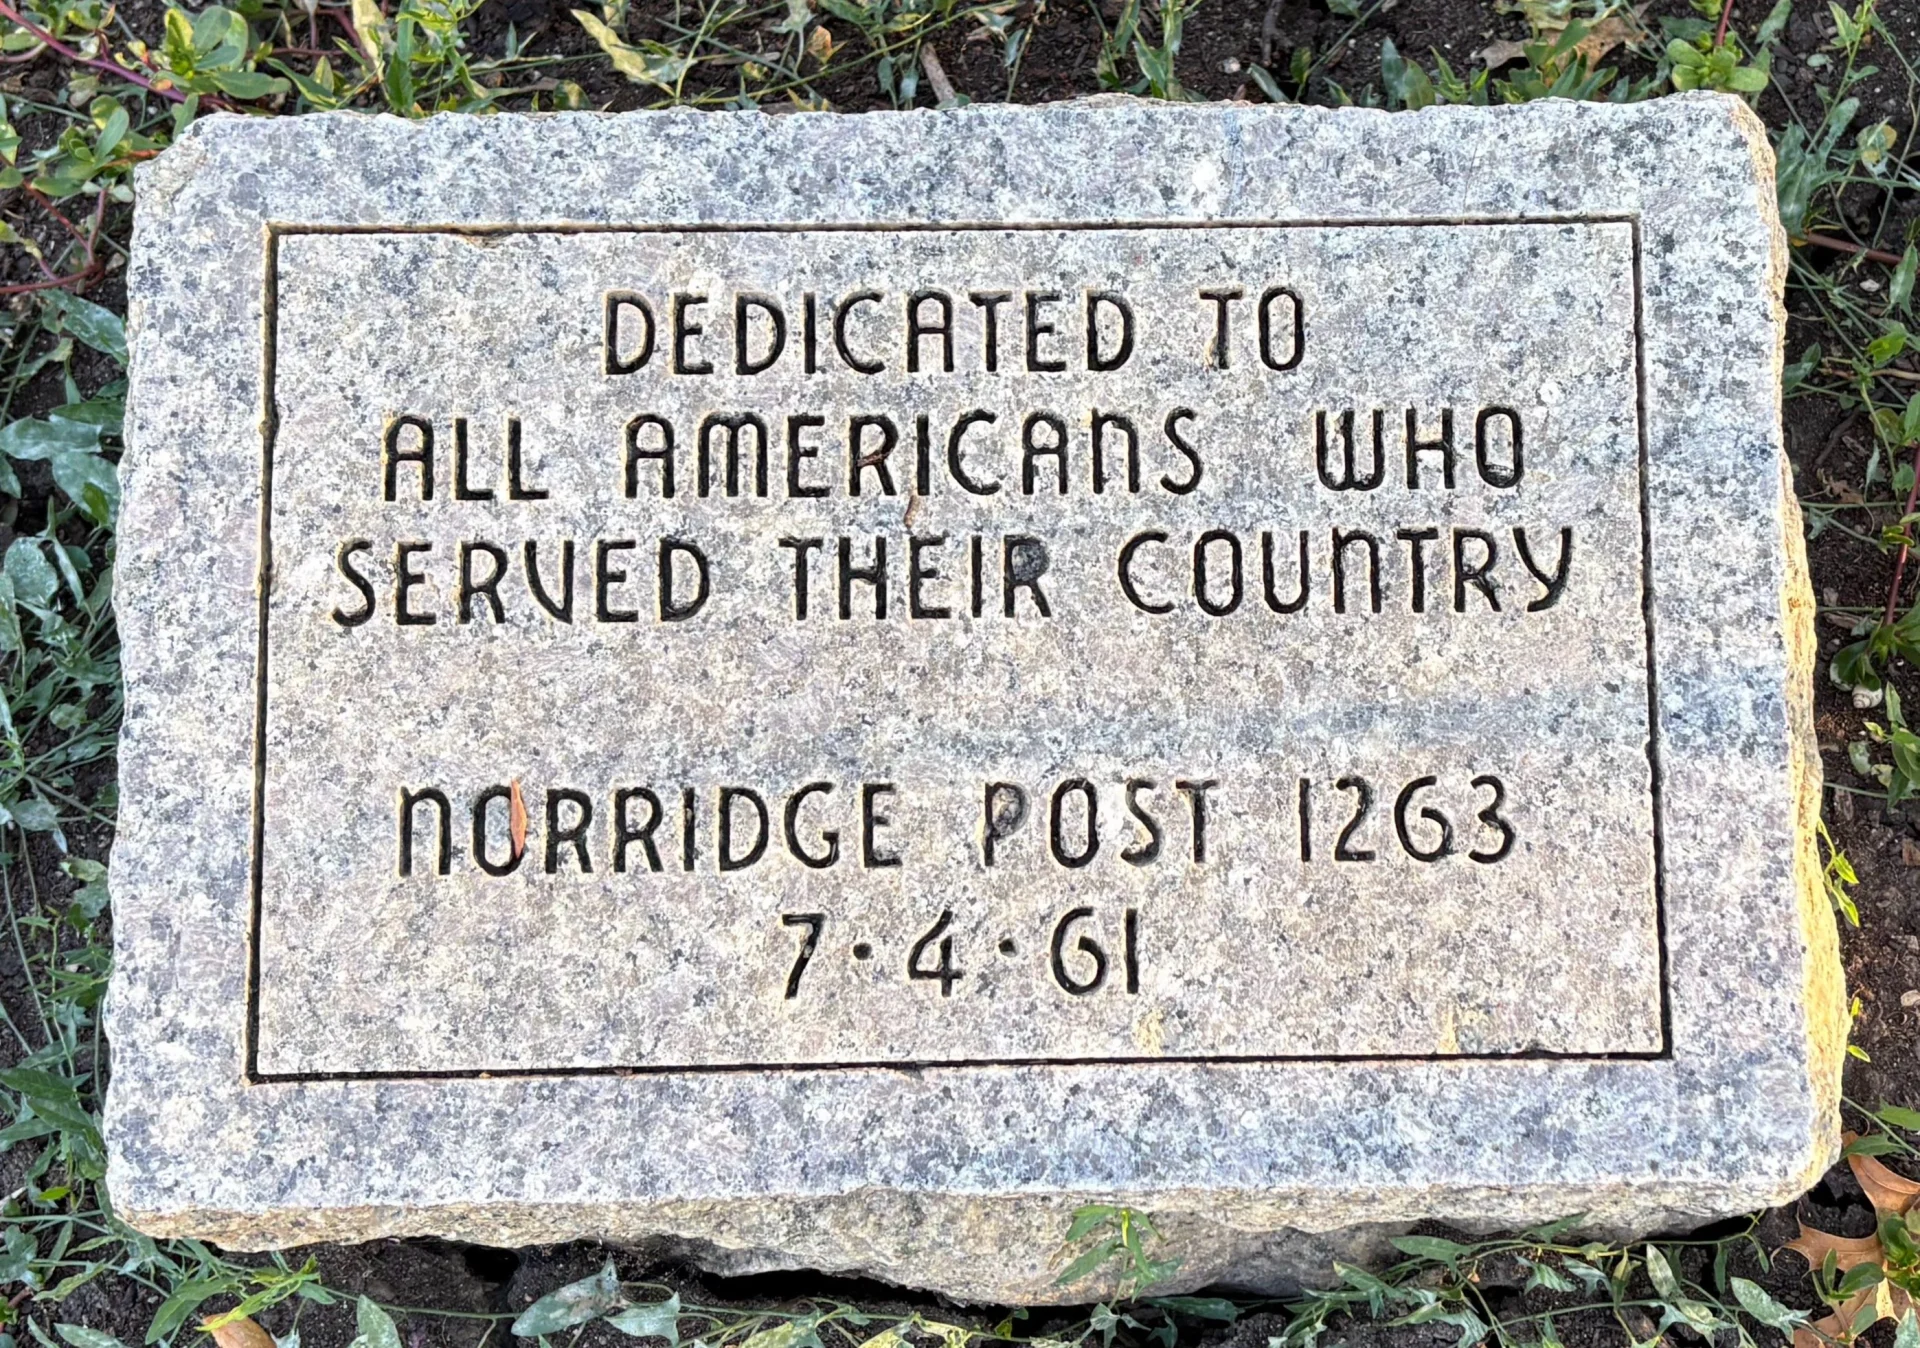 DEDICATED TO
ALL AMERICANS WHO
SERVED THEIR COUNTRY
NORRIDGE POST 1263
7·4·61